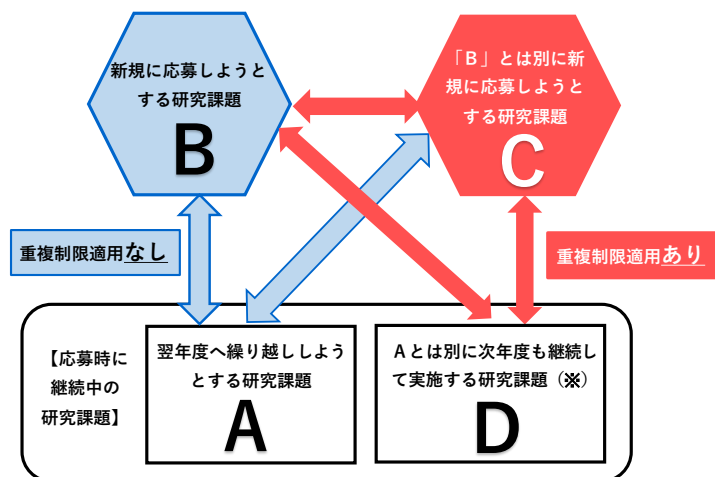 新規に応募しようと
する研究課題
B
「B」とは別に新
規に応募しようと
する研究課題
C
重複制限適用なし
重複制限適用あり
【応募時に
継続中の
研究課題】
翌年度へ繰り越ししよう
とする研究課題
A
Aとは別に次年度も継続し
て実施する研究課題（※）
D